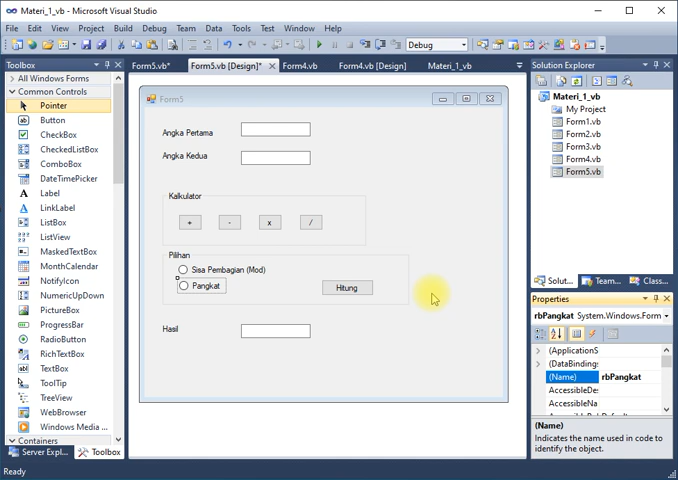 Materi_1_vb - Microsoft Visual Studio
File Edit View Project Build Debug Team Data Tools Test Window Help
Debug
Toolbox
Form5.vb* Form5.vb [Design]* Form4.vb Form4.vb [Design] Materi_1_vb
Solution Explorer
All Windows Forms
Common Controls
Pointer
Button
CheckBox
CheckedListBox
ComboBox
DateTimePicker
Label
LinkLabel
ListBox
ListView
MaskedTextBox
MonthCalendar
NotifyIcon
NumericUpDown
PictureBox
ProgressBar
RadioButton
RichTextBox
TextBox
ToolTip
TreeView
WebBrowser
Windows Media ...
Containers
Server Expl... Toolbox
Form5
Angka Pertama
Angka Kedua
Kalkulator
+ - x /
Pilihan
Sisa Pembagian (Mod)
Pangkat
Hitung
Hasil
Materi_1_vb
My Project
Form1.vb
Form2.vb
Form3.vb
Form4.vb
Form5.vb
Solut... Team... Class...
Properties
rbPangkat System.Windows.Form
(ApplicationS
(DataBindings
(Name) rbPangkat
AccessibleDes
AccessibleNa
(Name)
Indicates the name used in code to
identify the object.
Ready